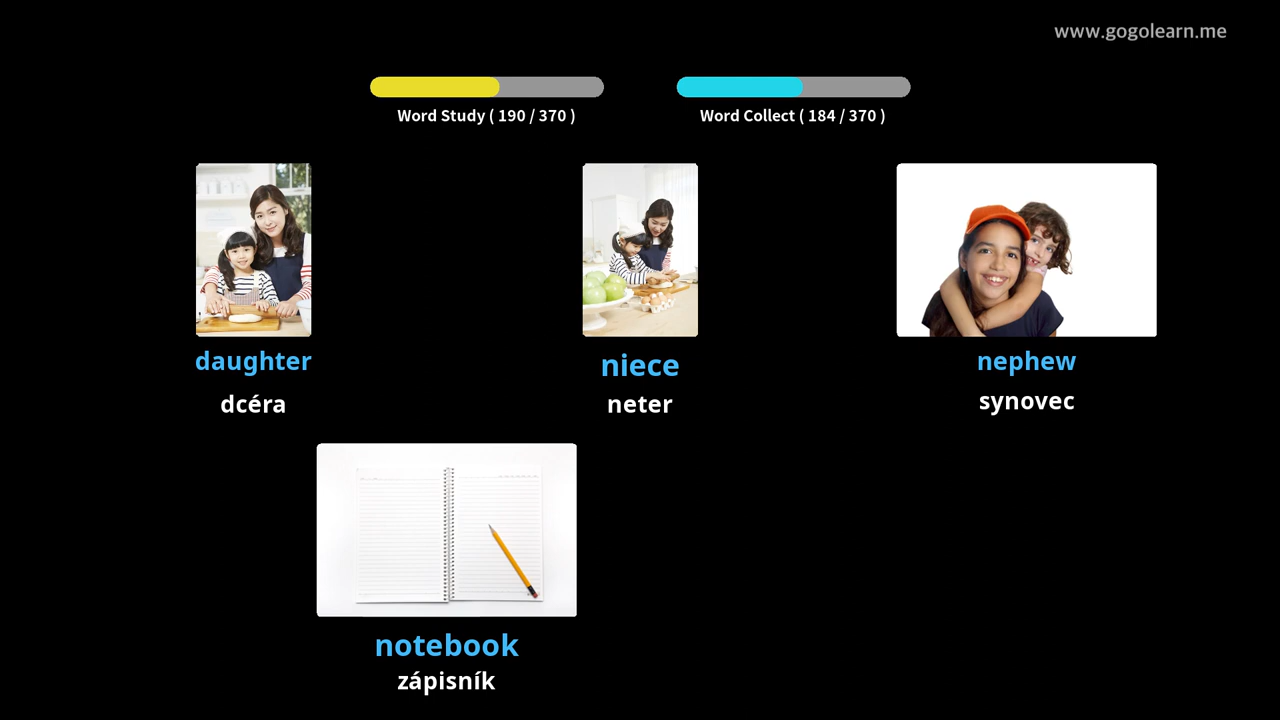 www.gogolearn.me
Word Study ( 190 / 370 )
Word Collect ( 184 / 370 )
daughter
dcéra
niece
neter
nephew
synovec
notebook
zápisník